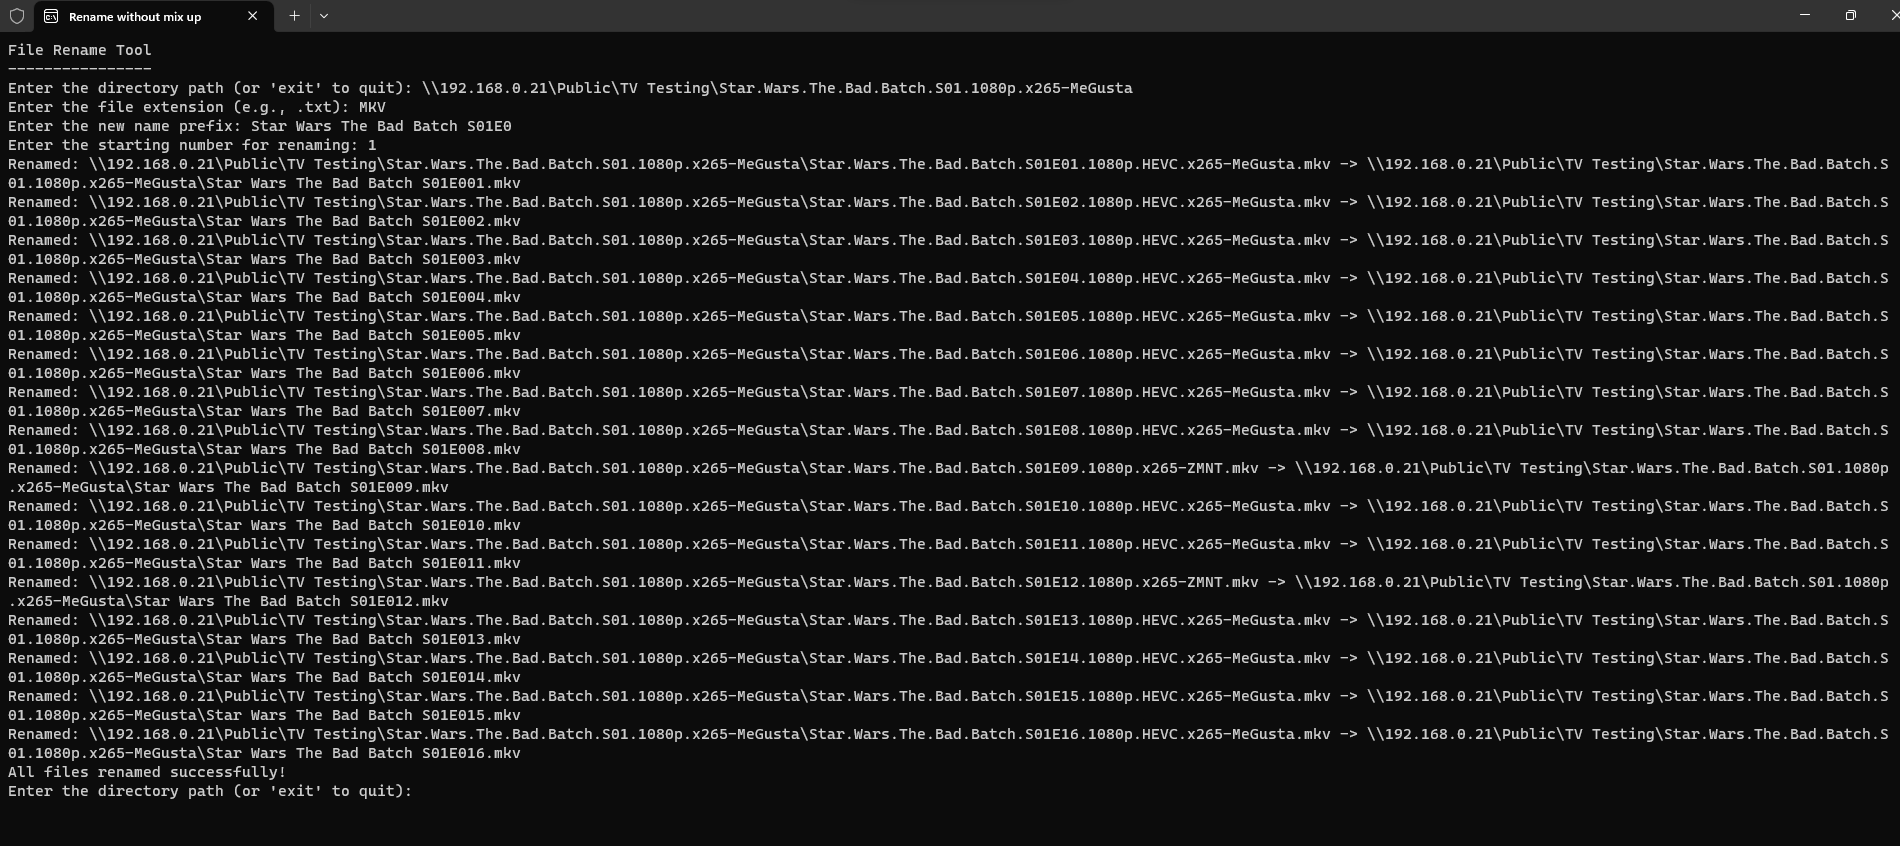 Rename without mix up
File Rename Tool
----------------
Enter the directory path (or 'exit' to quit): \\192.168.0.21\Public\TV Testing\Star.Wars.The.Bad.Batch.S01.1080p.x265-MeGusta
Enter the file extension (e.g., .txt): MKV
Enter the new name prefix: Star Wars The Bad Batch S01E0
Enter the starting number for renaming: 1
Renamed: \\192.168.0.21\Public\TV Testing\Star.Wars.The.Bad.Batch.S01.1080p.x265-MeGusta\Star.Wars.The.Bad.Batch.S01E01.1080p.HEVC.x265-MeGusta.mkv -> \\192.168.0.21\Public\TV Testing\Star.Wars.The.Bad.Batch.S
01.1080p.x265-MeGusta\Star Wars The Bad Batch S01E001.mkv
Renamed: \\192.168.0.21\Public\TV Testing\Star.Wars.The.Bad.Batch.S01.1080p.x265-MeGusta\Star.Wars.The.Bad.Batch.S01E02.1080p.HEVC.x265-MeGusta.mkv -> \\192.168.0.21\Public\TV Testing\Star.Wars.The.Bad.Batch.S
01.1080p.x265-MeGusta\Star Wars The Bad Batch S01E002.mkv
Renamed: \\192.168.0.21\Public\TV Testing\Star.Wars.The.Bad.Batch.S01.1080p.x265-MeGusta\Star.Wars.The.Bad.Batch.S01E03.1080p.HEVC.x265-MeGusta.mkv -> \\192.168.0.21\Public\TV Testing\Star.Wars.The.Bad.Batch.S
01.1080p.x265-MeGusta\Star Wars The Bad Batch S01E003.mkv
Renamed: \\192.168.0.21\Public\TV Testing\Star.Wars.The.Bad.Batch.S01.1080p.x265-MeGusta\Star.Wars.The.Bad.Batch.S01E04.1080p.HEVC.x265-MeGusta.mkv -> \\192.168.0.21\Public\TV Testing\Star.Wars.The.Bad.Batch.S
01.1080p.x265-MeGusta\Star Wars The Bad Batch S01E004.mkv
Renamed: \\192.168.0.21\Public\TV Testing\Star.Wars.The.Bad.Batch.S01.1080p.x265-MeGusta\Star.Wars.The.Bad.Batch.S01E05.1080p.HEVC.x265-MeGusta.mkv -> \\192.168.0.21\Public\TV Testing\Star.Wars.The.Bad.Batch.S
01.1080p.x265-MeGusta\Star Wars The Bad Batch S01E005.mkv
Renamed: \\192.168.0.21\Public\TV Testing\Star.Wars.The.Bad.Batch.S01.1080p.x265-MeGusta\Star.Wars.The.Bad.Batch.S01E06.1080p.HEVC.x265-MeGusta.mkv -> \\192.168.0.21\Public\TV Testing\Star.Wars.The.Bad.Batch.S
01.1080p.x265-MeGusta\Star Wars The Bad Batch S01E006.mkv
Renamed: \\192.168.0.21\Public\TV Testing\Star.Wars.The.Bad.Batch.S01.1080p.x265-MeGusta\Star.Wars.The.Bad.Batch.S01E07.1080p.HEVC.x265-MeGusta.mkv -> \\192.168.0.21\Public\TV Testing\Star.Wars.The.Bad.Batch.S
01.1080p.x265-MeGusta\Star Wars The Bad Batch S01E007.mkv
Renamed: \\192.168.0.21\Public\TV Testing\Star.Wars.The.Bad.Batch.S01.1080p.x265-MeGusta\Star.Wars.The.Bad.Batch.S01E08.1080p.HEVC.x265-MeGusta.mkv -> \\192.168.0.21\Public\TV Testing\Star.Wars.The.Bad.Batch.S
01.1080p.x265-MeGusta\Star Wars The Bad Batch S01E008.mkv
Renamed: \\192.168.0.21\Public\TV Testing\Star.Wars.The.Bad.Batch.S01.1080p.x265-MeGusta\Star.Wars.The.Bad.Batch.S01E09.1080p.x265-ZMNT.mkv -> \\192.168.0.21\Public\TV Testing\Star.Wars.The.Bad.Batch.S01.1080p
.x265-MeGusta\Star Wars The Bad Batch S01E009.mkv
Renamed: \\192.168.0.21\Public\TV Testing\Star.Wars.The.Bad.Batch.S01.1080p.x265-MeGusta\Star.Wars.The.Bad.Batch.S01E10.1080p.HEVC.x265-MeGusta.mkv -> \\192.168.0.21\Public\TV Testing\Star.Wars.The.Bad.Batch.S
01.1080p.x265-MeGusta\Star Wars The Bad Batch S01E010.mkv
Renamed: \\192.168.0.21\Public\TV Testing\Star.Wars.The.Bad.Batch.S01.1080p.x265-MeGusta\Star.Wars.The.Bad.Batch.S01E11.1080p.HEVC.x265-MeGusta.mkv -> \\192.168.0.21\Public\TV Testing\Star.Wars.The.Bad.Batch.S
01.1080p.x265-MeGusta\Star Wars The Bad Batch S01E011.mkv
Renamed: \\192.168.0.21\Public\TV Testing\Star.Wars.The.Bad.Batch.S01.1080p.x265-MeGusta\Star.Wars.The.Bad.Batch.S01E12.1080p.x265-ZMNT.mkv -> \\192.168.0.21\Public\TV Testing\Star.Wars.The.Bad.Batch.S01.1080p
.x265-MeGusta\Star Wars The Bad Batch S01E012.mkv
Renamed: \\192.168.0.21\Public\TV Testing\Star.Wars.The.Bad.Batch.S01.1080p.x265-MeGusta\Star.Wars.The.Bad.Batch.S01E13.1080p.HEVC.x265-MeGusta.mkv -> \\192.168.0.21\Public\TV Testing\Star.Wars.The.Bad.Batch.S
01.1080p.x265-MeGusta\Star Wars The Bad Batch S01E013.mkv
Renamed: \\192.168.0.21\Public\TV Testing\Star.Wars.The.Bad.Batch.S01.1080p.x265-MeGusta\Star.Wars.The.Bad.Batch.S01E14.1080p.HEVC.x265-MeGusta.mkv -> \\192.168.0.21\Public\TV Testing\Star.Wars.The.Bad.Batch.S
01.1080p.x265-MeGusta\Star Wars The Bad Batch S01E014.mkv
Renamed: \\192.168.0.21\Public\TV Testing\Star.Wars.The.Bad.Batch.S01.1080p.x265-MeGusta\Star.Wars.The.Bad.Batch.S01E15.1080p.HEVC.x265-MeGusta.mkv -> \\192.168.0.21\Public\TV Testing\Star.Wars.The.Bad.Batch.S
01.1080p.x265-MeGusta\Star Wars The Bad Batch S01E015.mkv
Renamed: \\192.168.0.21\Public\TV Testing\Star.Wars.The.Bad.Batch.S01.1080p.x265-MeGusta\Star.Wars.The.Bad.Batch.S01E16.1080p.HEVC.x265-MeGusta.mkv -> \\192.168.0.21\Public\TV Testing\Star.Wars.The.Bad.Batch.S
01.1080p.x265-MeGusta\Star Wars The Bad Batch S01E016.mkv
All files renamed successfully!
Enter the directory path (or 'exit' to quit):